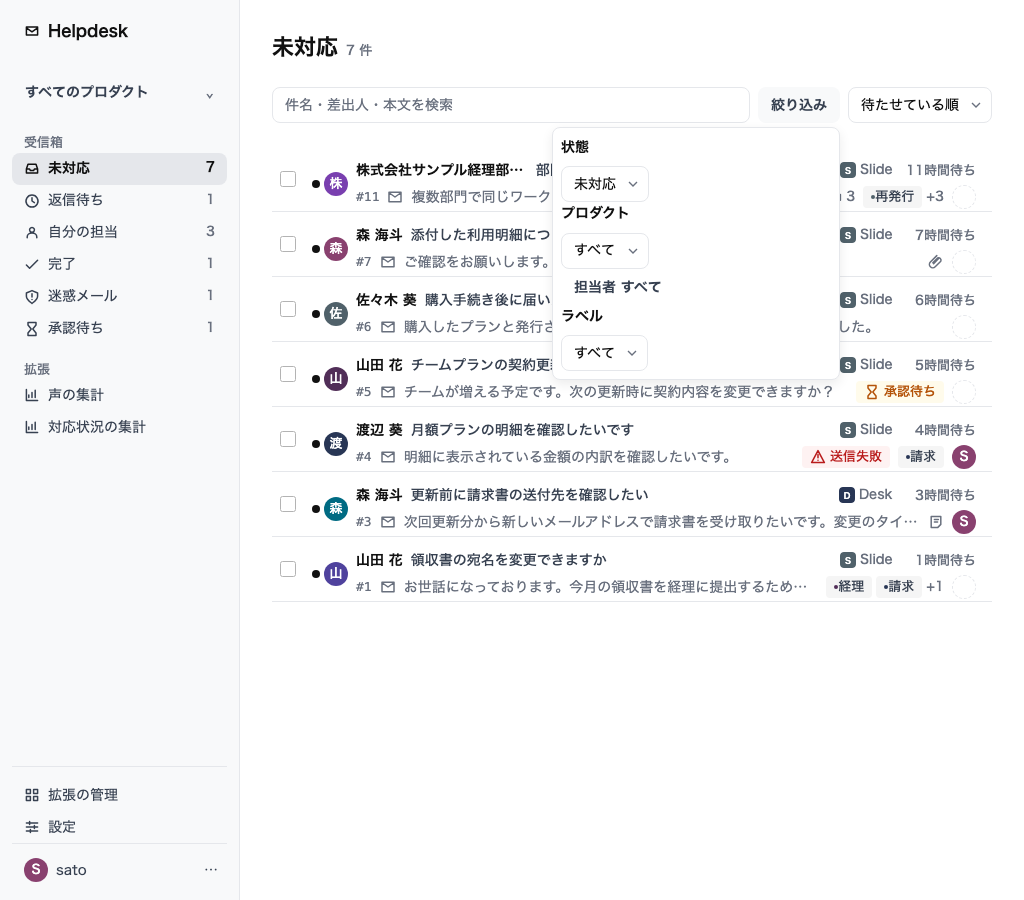 Helpdesk
すべてのプロダクト
受信箱
未対応 7
返信待ち 1
自分の担当 3
完了 1
迷惑メール 1
承認待ち 1
拡張
声の集計
対応状況の集計
拡張の管理
設定
S sato …
未対応 7 件
件名・差出人・本文を検索 絞り込み 待たせている順
状態
未対応
プロダクト
すべて
担当者 すべて
ラベル
すべて
株 株式会社サンプル経理部… S Slide 11時間待ち
#11 複数部門で同じワーク 3 •再発行 +3
森 森 海斗 添付した利用明細につ S Slide 7時間待ち
#7 ご確認をお願いします。
佐 佐々木 葵 購入手続き後に届い S Slide 6時間待ち
#6 購入したプランと発行さ した。
山 山田 花 チームプランの契約更 S Slide 5時間待ち
#5 チームが増える予定です。次の更新時に契約内容を変更できますか？ 承認待ち
渡 渡辺 葵 月額プランの明細を確認したいです S Slide 4時間待ち
#4 明細に表示されている金額の内訳を確認したいです。 送信失敗 •請求 S
森 森 海斗 更新前に請求書の送付先を確認したい D Desk 3時間待ち
#3 次回更新分から新しいメールアドレスで請求書を受け取りたいです。変更のタイ… S
山 山田 花 領収書の宛名を変更できますか S Slide 1時間待ち
#1 お世話になっております。今月の領収書を経理に提出するため… •経理 •請求 +1